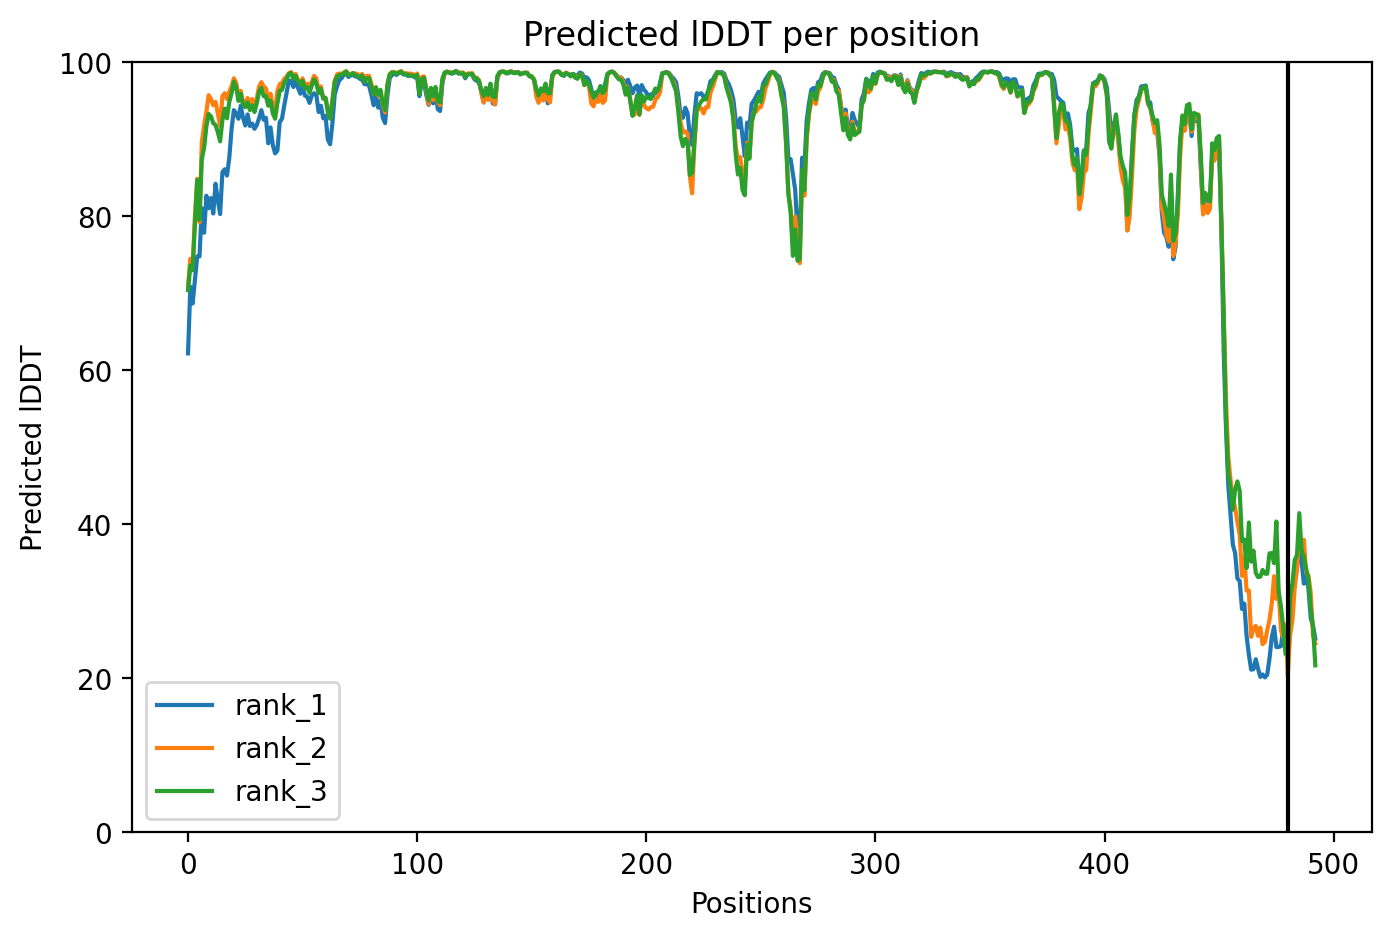 Predicted lDDT per position
Predicted lDDT
100
80
60
40
20
0
rank_1
rank_2
rank_3
0 100 200 300 400 500
Positions